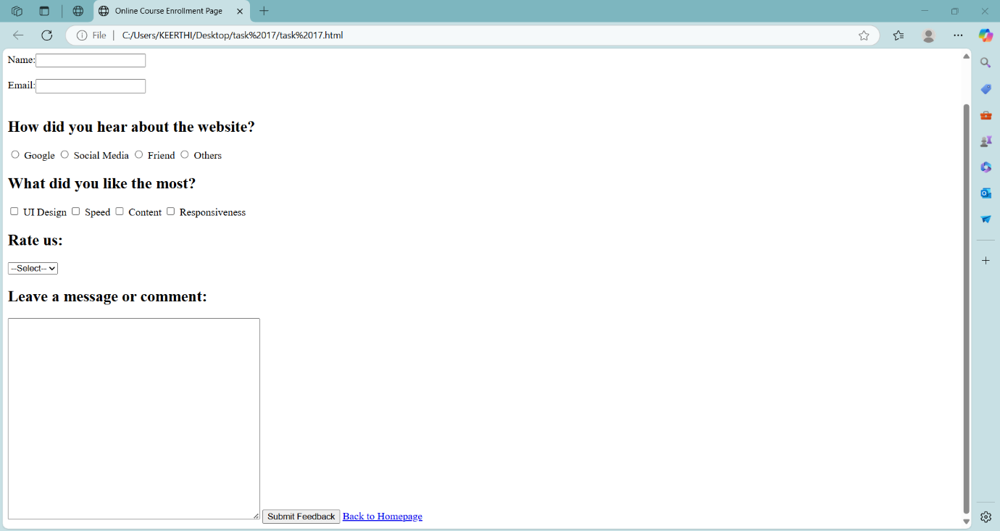 Online Course Enrollment Page
File | C:/Users/KEERTHI/Desktop/task%2017/task%2017.html
Name:
Email:
How did you hear about the website?
Google Social Media Friend Others
What did you like the most?
UI Design Speed Content Responsiveness
Rate us:
--Select--
Leave a message or comment:
Submit Feedback Back to Homepage